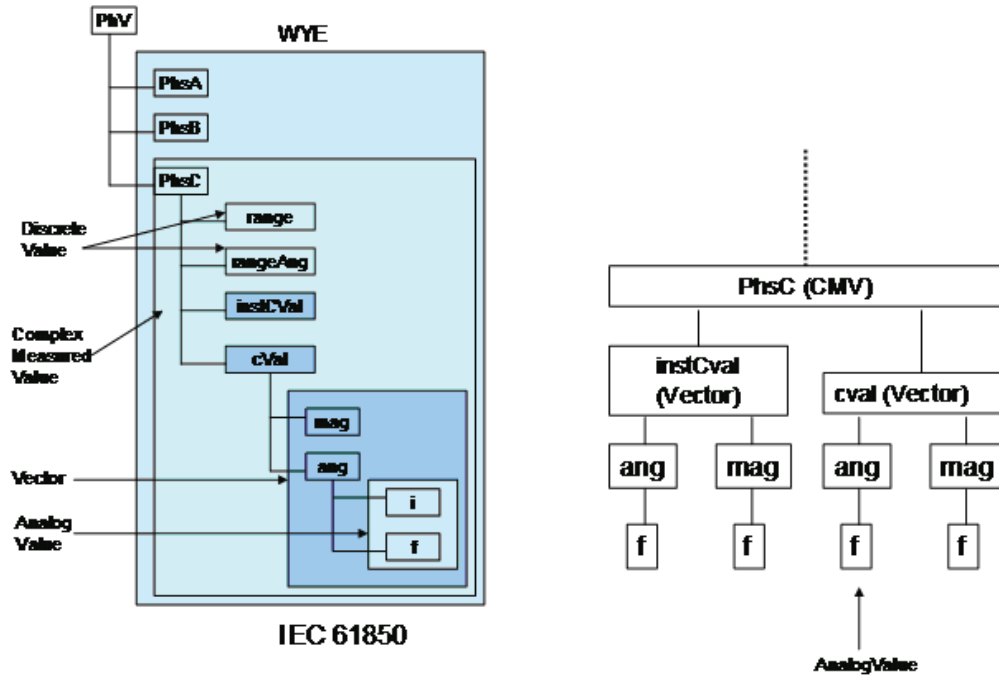 PhV
WYE
PhsA
PhsB
PhsC
range
rangeAng
instCVal
cVal
mag
ang
i
f
Discrete
Value
Complex
Measured
Value
Vector
Analog
Value
IEC 61850
PhsC (CMV)
instCval
(Vector)
cval (Vector)
ang
mag
ang
mag
f
f
f
f
AnalogValue